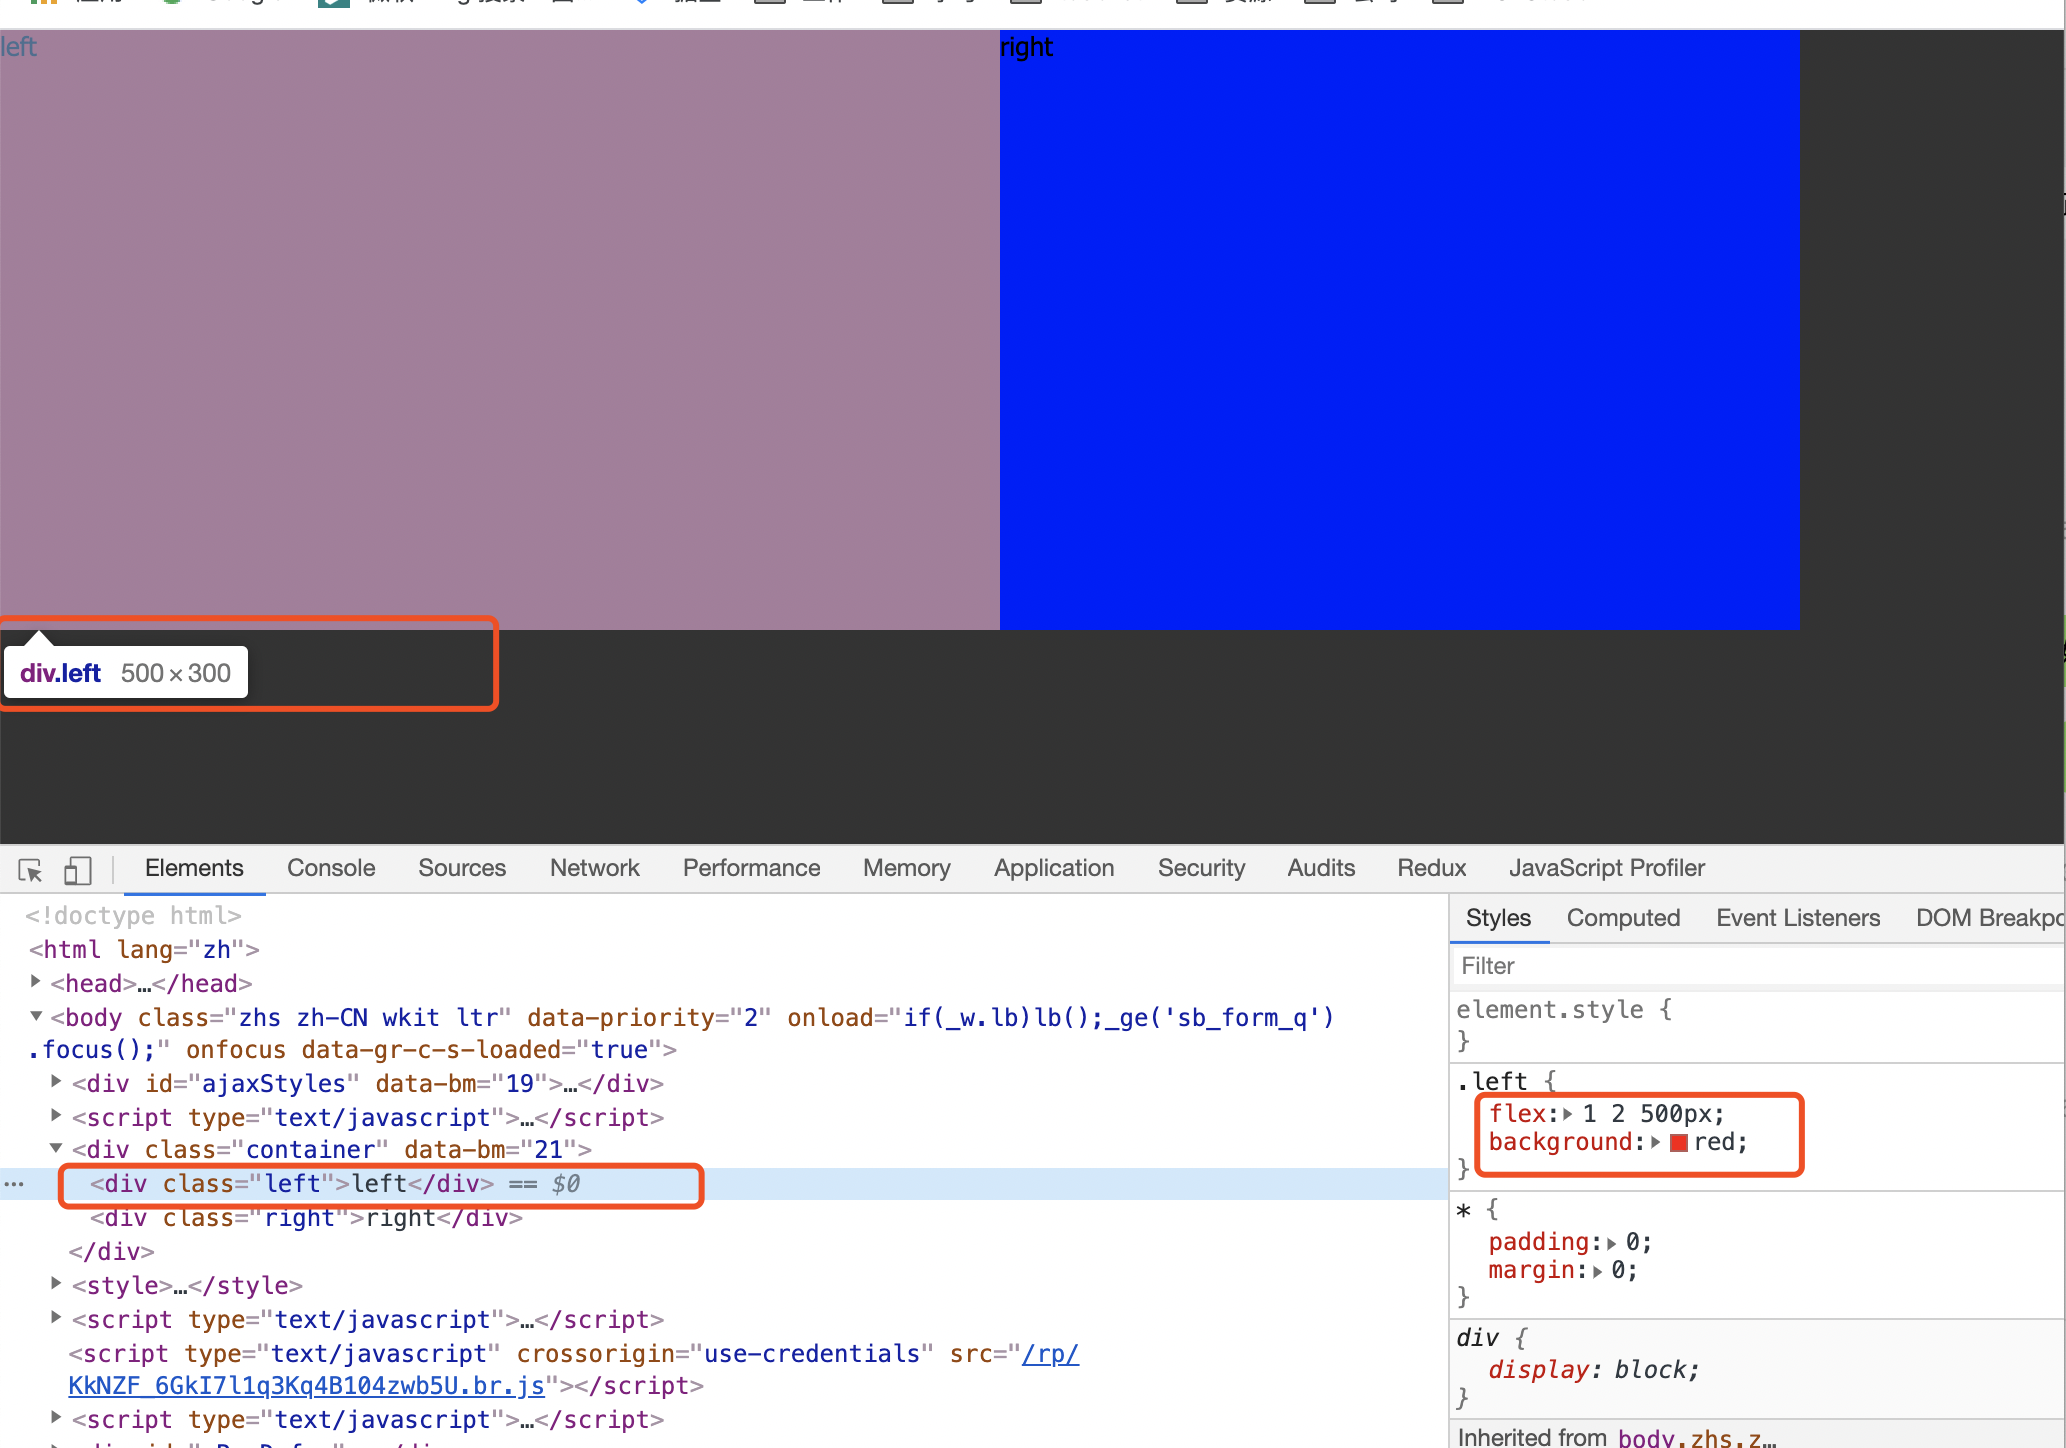 left
right
div.left 500 × 300
Elements Console Sources Network Performance Memory Application Security Audits Redux JavaScript Profiler
<!doctype html>
<html lang="zh">
<head>…</head>
<body class="zhs zh-CN wkit ltr" data-priority="2" onload="if(_w.lb)lb();_ge('sb_form_q')
.focus();" onfocus data-gr-c-s-loaded="true">
<div id="ajaxStyles" data-bm="19">…</div>
<script type="text/javascript">…</script>
<div class="container" data-bm="21">
<div class="left">left</div> == $0
<div class="right">right</div>
</div>
<style>…</style>
<script type="text/javascript">…</script>
<script type="text/javascript" crossorigin="use-credentials" src="/rp/
KkNZF_6GkI7l1q3Kq4B104zwb5U.br.js"></script>
<script type="text/javascript">…</script>
Styles Computed Event Listeners DOM Breakpo
Filter
element.style {
}
.left {
flex: 1 2 500px;
background: red;
}
* {
padding: 0;
margin: 0;
}
div {
display: block;
}
Inherited from body.zhs.z…